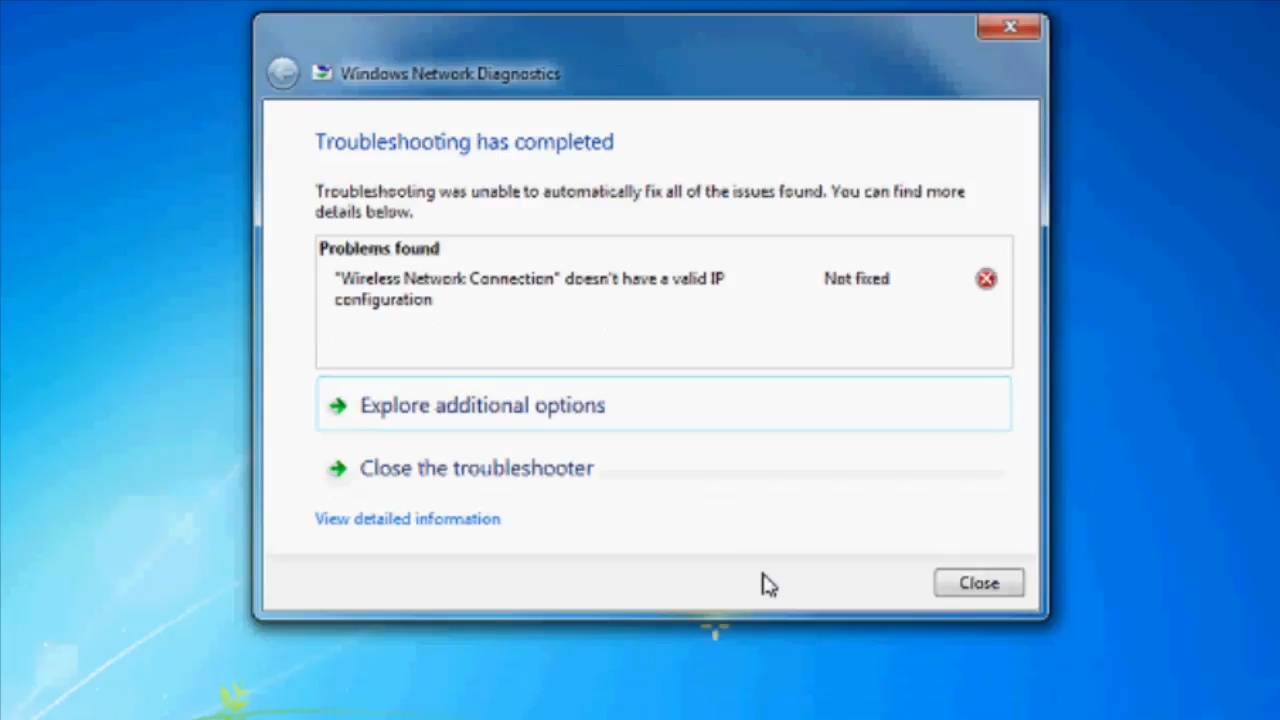 Windows Network Diagnostics
Troubleshooting has completed
Troubleshooting was unable to automatically fix all of the issues found. You can find more
details below.
Problems found
"Wireless Network Connection" doesn't have a valid IP
configuration
Not fixed
Explore additional options
Close the troubleshooter
View detailed information
Close